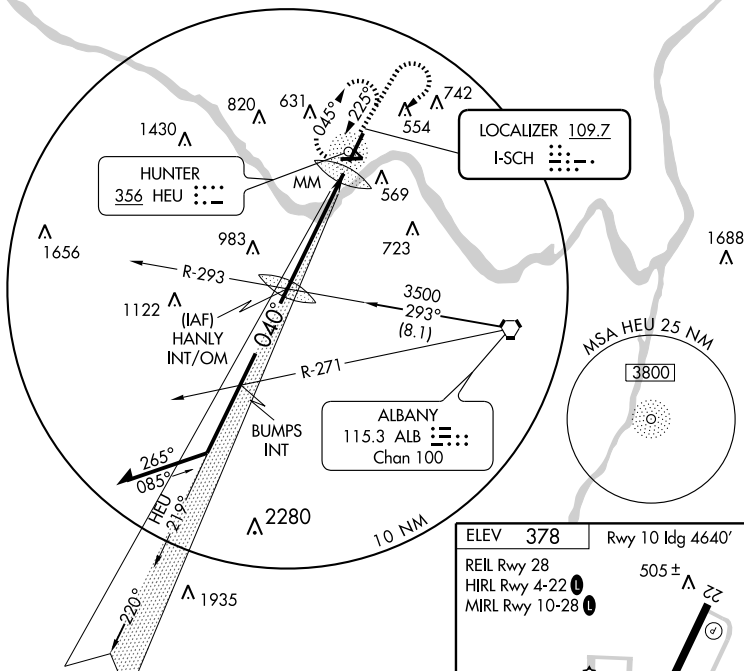 820
631
045°
225°
742
554
1430
LOCALIZER 109.7
I-SCH
HUNTER
356 HEU
MM
569
1656
983
723
1688
R-293
3500
293°
(8.1)
1122
(IAF)
HANLY
INT/OM
040°
MSA HEU 25 NM
3800
R-271
BUMPS
INT
ALBANY
115.3 ALB
Chan 100
265°
085°
HEU
219°
2280
10 NM
220°
1935
ELEV 378
Rwy 10 ldg 4640'
REIL Rwy 28
HIRL Rwy 4-22 L
MIRL Rwy 10-28 L
505 ±
22
P